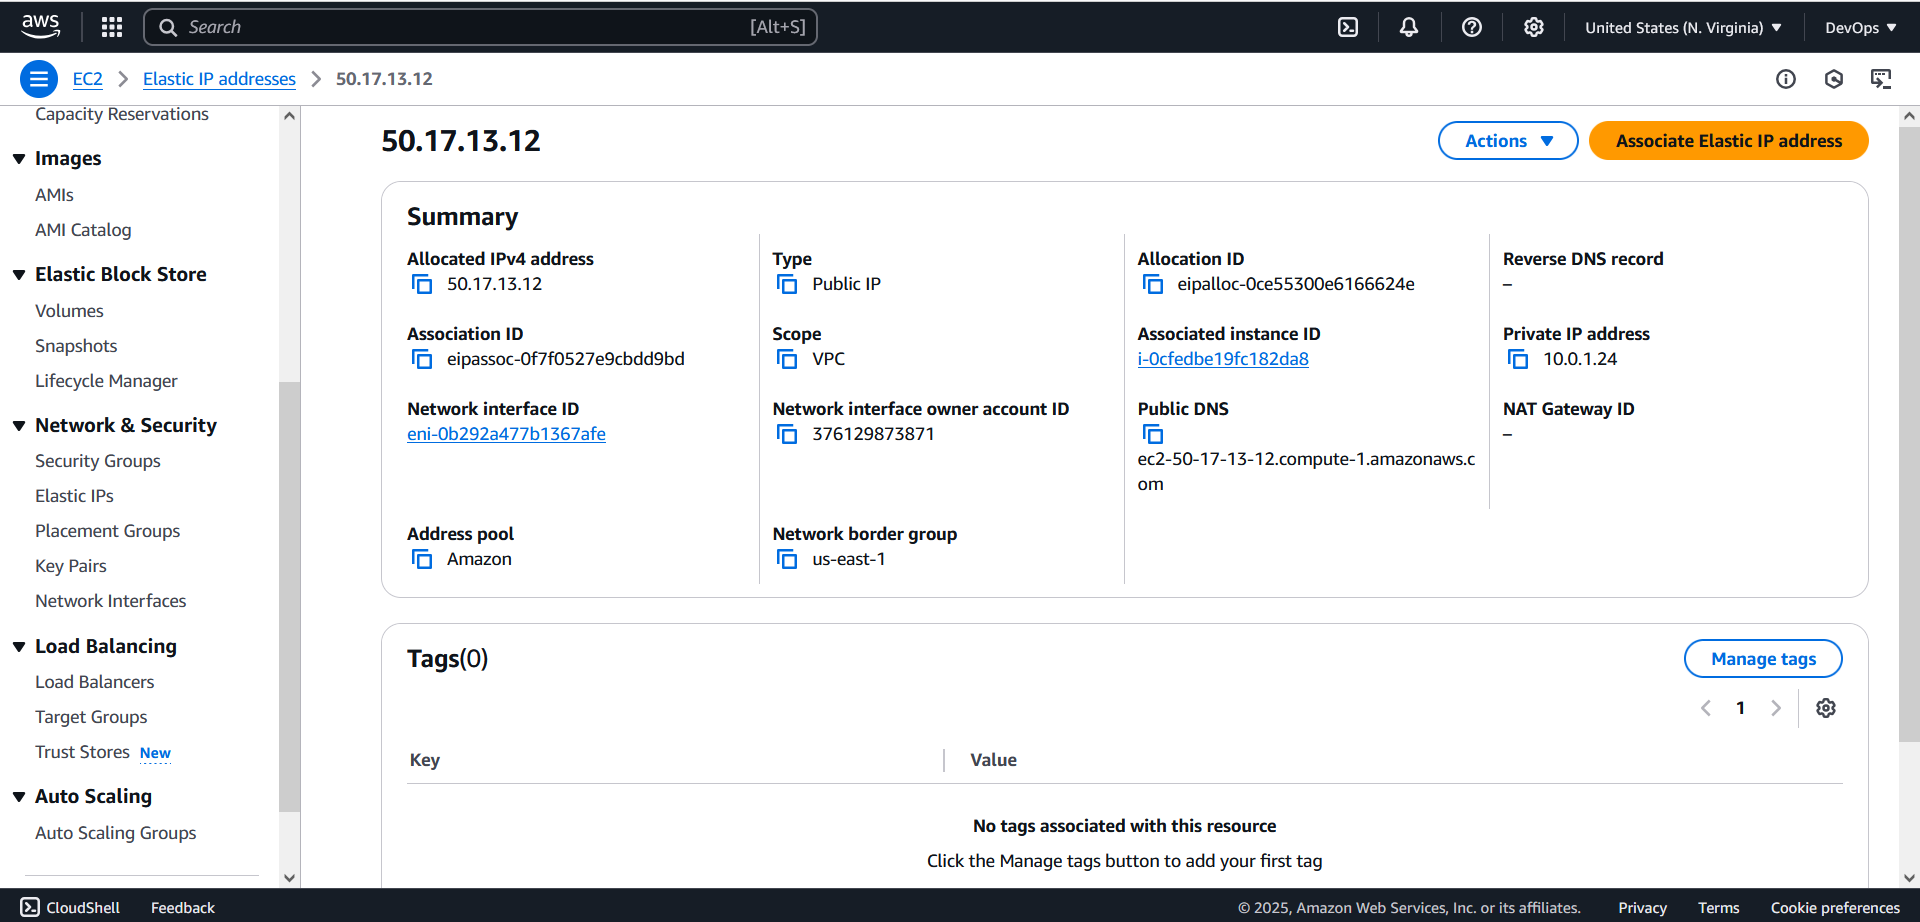 aws
Search
[Alt+S]
United States (N. Virginia)
DevOps
EC2
Elastic IP addresses
50.17.13.12
Capacity Reservations
Images
AMIs
AMI Catalog
Elastic Block Store
Volumes
Snapshots
Lifecycle Manager
Network & Security
Security Groups
Elastic IPs
Placement Groups
Key Pairs
Network Interfaces
Load Balancing
Load Balancers
Target Groups
Trust Stores New
Auto Scaling
Auto Scaling Groups
50.17.13.12
Actions
Associate Elastic IP address
Summary
Allocated IPv4 address
50.17.13.12
Type
Public IP
Allocation ID
eipalloc-0ce55300e6166624e
Reverse DNS record
–
Association ID
eipassoc-0f7f0527e9cbdd9bd
Scope
VPC
Associated instance ID
i-0cfedbe19fc182da8
Private IP address
10.0.1.24
Network interface ID
eni-0b292a477b1367afe
Network interface owner account ID
376129873871
Public DNS
ec2-50-17-13-12.compute-1.amazonaws.c
om
NAT Gateway ID
–
Address pool
Amazon
Network border group
us-east-1
Tags(0)
Manage tags
1
Key
Value
No tags associated with this resource
Click the Manage tags button to add your first tag
CloudShell
Feedback
© 2025, Amazon Web Services, Inc. or its affiliates.
Privacy
Terms
Cookie preferences